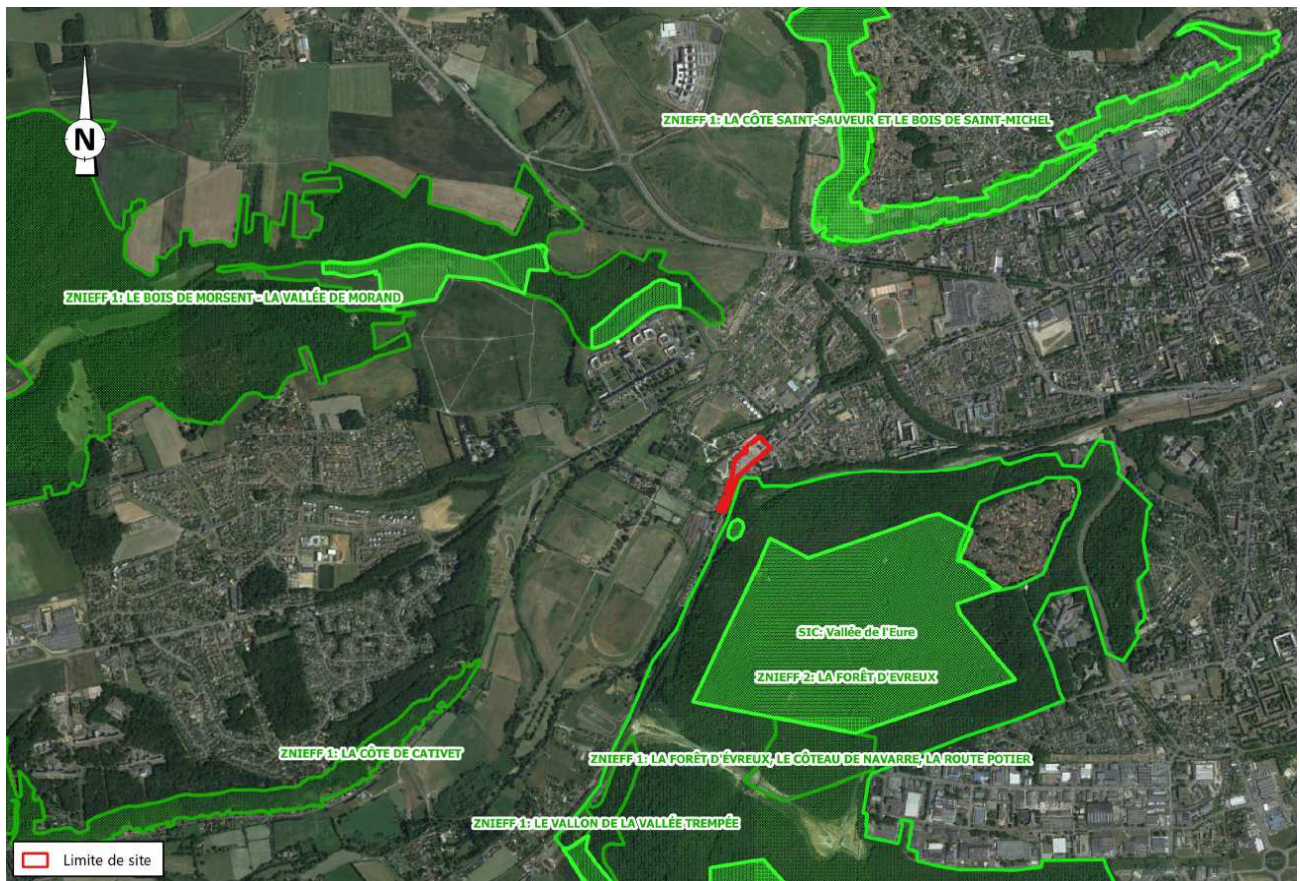 N
ZNIEFF 1: LA CÔTE SAINT-SAUVEUR ET LE BOIS DE SAINT-MICHEL
ZNIEFF 1: LE BOIS DE MORSENT - LA VALLÉE DE MORAND
SIC: Vallée de l'Eure
ZNIEFF 2: LA FORÊT D'EVREUX
ZNIEFF 1: LA CÔTE DE CATIVET
ZNIEFF 1: LA FORÊT D'ÉVREUX, LE CÔTEAU DE NAVARRE, LA ROUTE POTIER
ZNIEFF 1: LE VALLON DE LA VALLÉE TREMPÉE
Limite de site